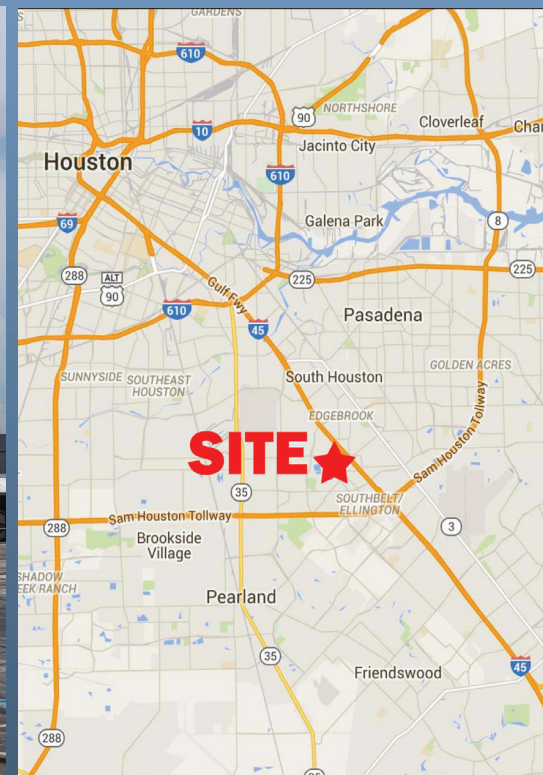 GARDENS
610
NORTHSHORE
90
Cloverleaf
10
Jacinto City
Houston
610
Galena Park
69
8
288
ALT
90
225
225
Gulf Fwy
610
45
Pasadena
GOLDEN ACRES
SUNNYSIDE
SOUTHEAST
HOUSTON
South Houston
EDGEBROOK
Sam Houston Tollway
SITE
35
SOUTHBELT/
ELLINGTON
Sam Houston Tollway
288
3
Brookside
Village
SHADOW
EEK RANCH
Pearland
35
45
Friendswood
288